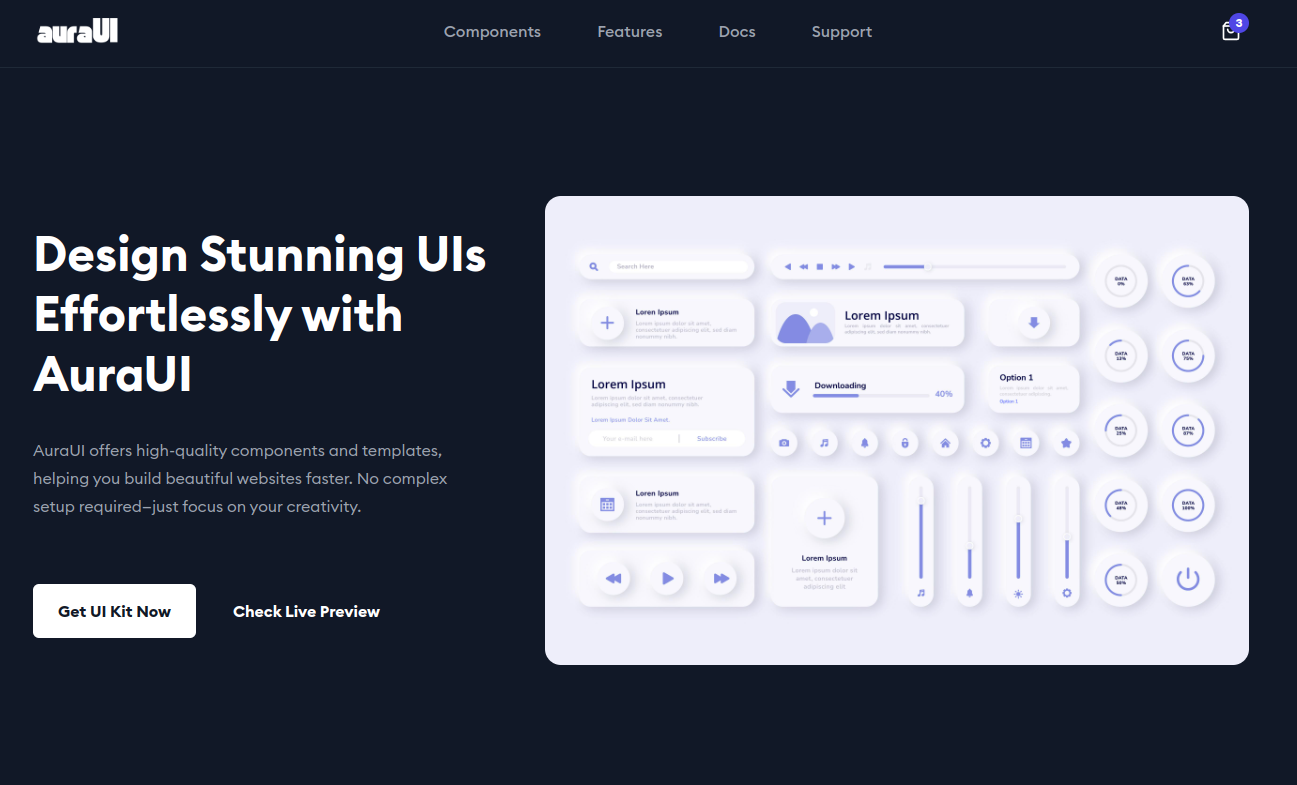 auraUI
Components
Features
Docs
Support
3
Design Stunning UIs
Effortlessly with
AuraUI
AuraUI offers high-quality components and templates,
helping you build beautiful websites faster. No complex
setup required—just focus on your creativity.
Get UI Kit Now
Check Live Preview
Search Here
Loren Ipsum
Lorem ipsum dolor sit amet,
consectetuer adipiscing elit, sed diam
nonummy nibh.
Lorem Ipsum
Lorem ipsum dolor sit amet, consectetuer
adipiscing elit, sed diam nonummy nibh.
Lorem Ipsum
Lorem ipsum dolor sit amet, consectetuer
adipiscing elit, sed diam nonummy nibh.
Lorem Ipsum Dolor Sit Amet.
Your e-mail here
Subscribe
Downloading
40%
Option 1
Option 1
Loren Ipsum
Lorem ipsum dolor sit amet,
consectetuer adipiscing elit, sed diam
nonummy nibh.
Lorem Ipsum
Lorem ipsum dolor sit
amet, consectetuer
adipiscing elit
DATA
0%
DATA
63%
DATA
13%
DATA
75%
DATA
25%
DATA
87%
DATA
48%
DATA
100%
DATA
50%